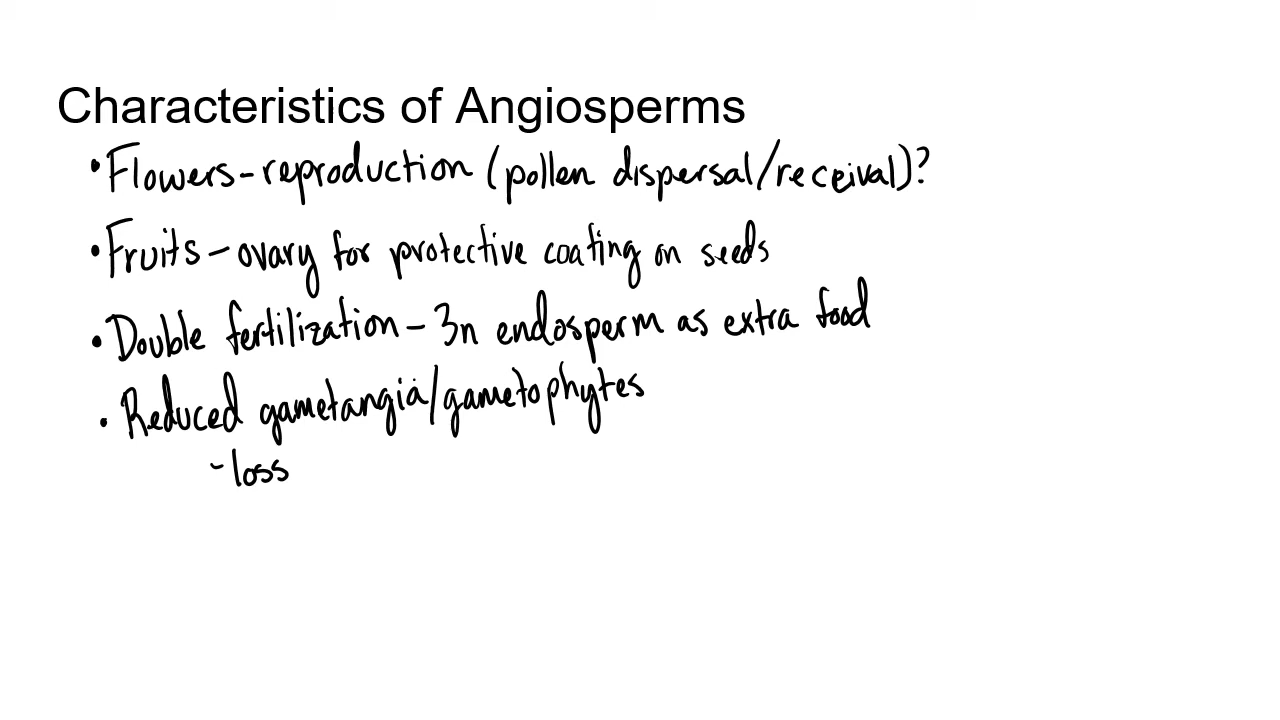 Characteristics of Angiosperms
• Flowers - reproduction (pollen dispersal/receival)?
• Fruits - ovary for protective coating on seeds
• Double fertilization - 3n endosperm as extra food
• Reduced gametangia/gametophytes
- loss